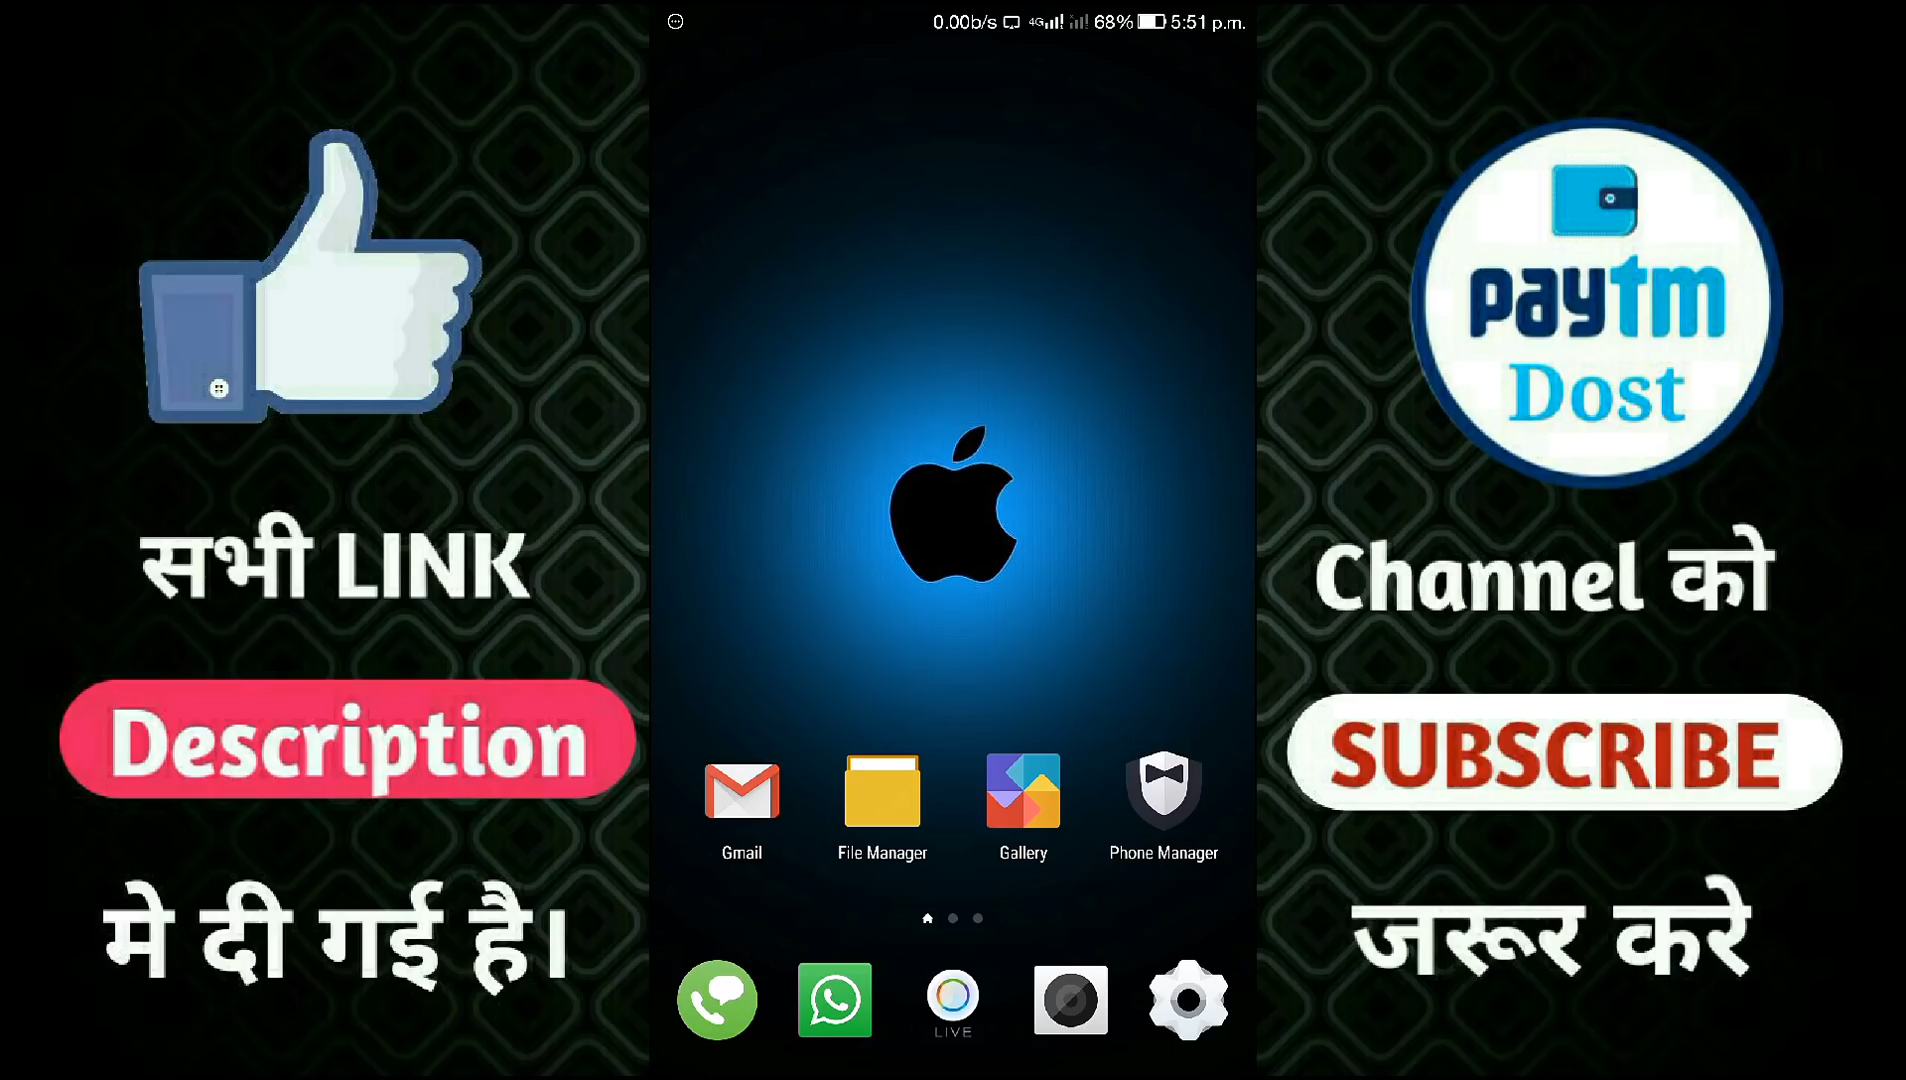 0.00b/s 4G 68% 5:51 p.m.
paytm
Dost
सभी LINK
Description
मे दी गई है।
Channel को
SUBSCRIBE
जरूर करे
Gmail
File Manager
Gallery
Phone Manager
LIVE